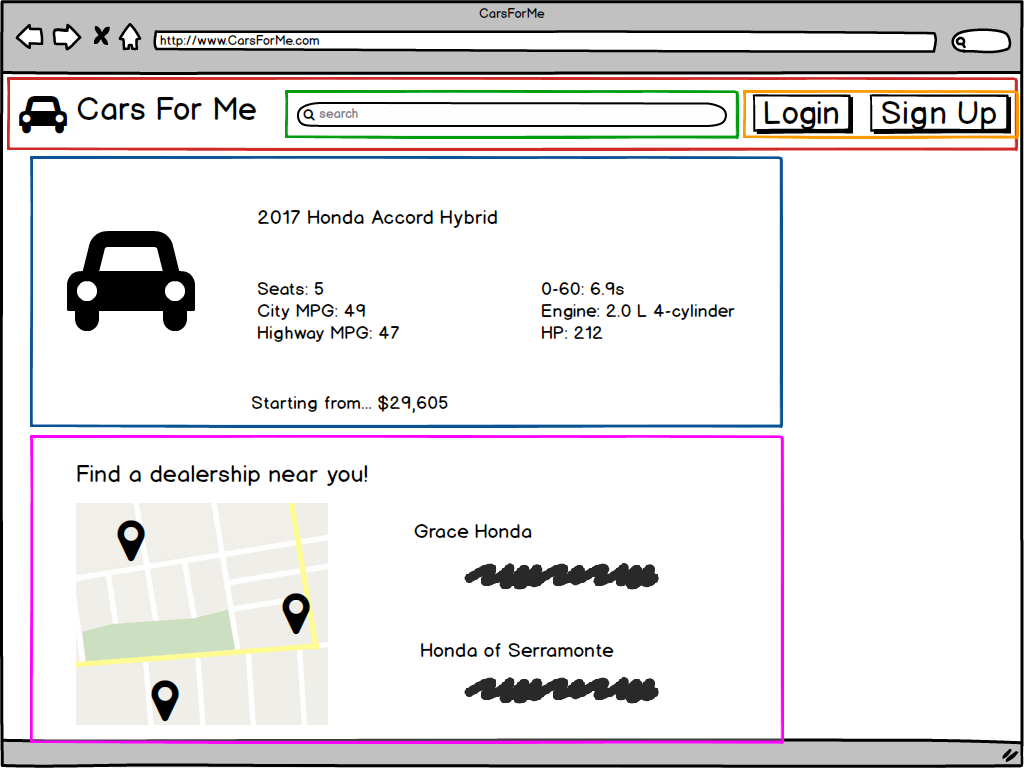 CarsForMe
http://www.CarsForMe.com
Cars For Me
search
Login
Sign Up
2017 Honda Accord Hybrid
Seats: 5
City MPG: 49
Highway MPG: 47
0-60: 6.9s
Engine: 2.0 L 4-cylinder
HP: 212
Starting from... $29,605
Find a dealership near you!
Grace Honda
Honda of Serramonte